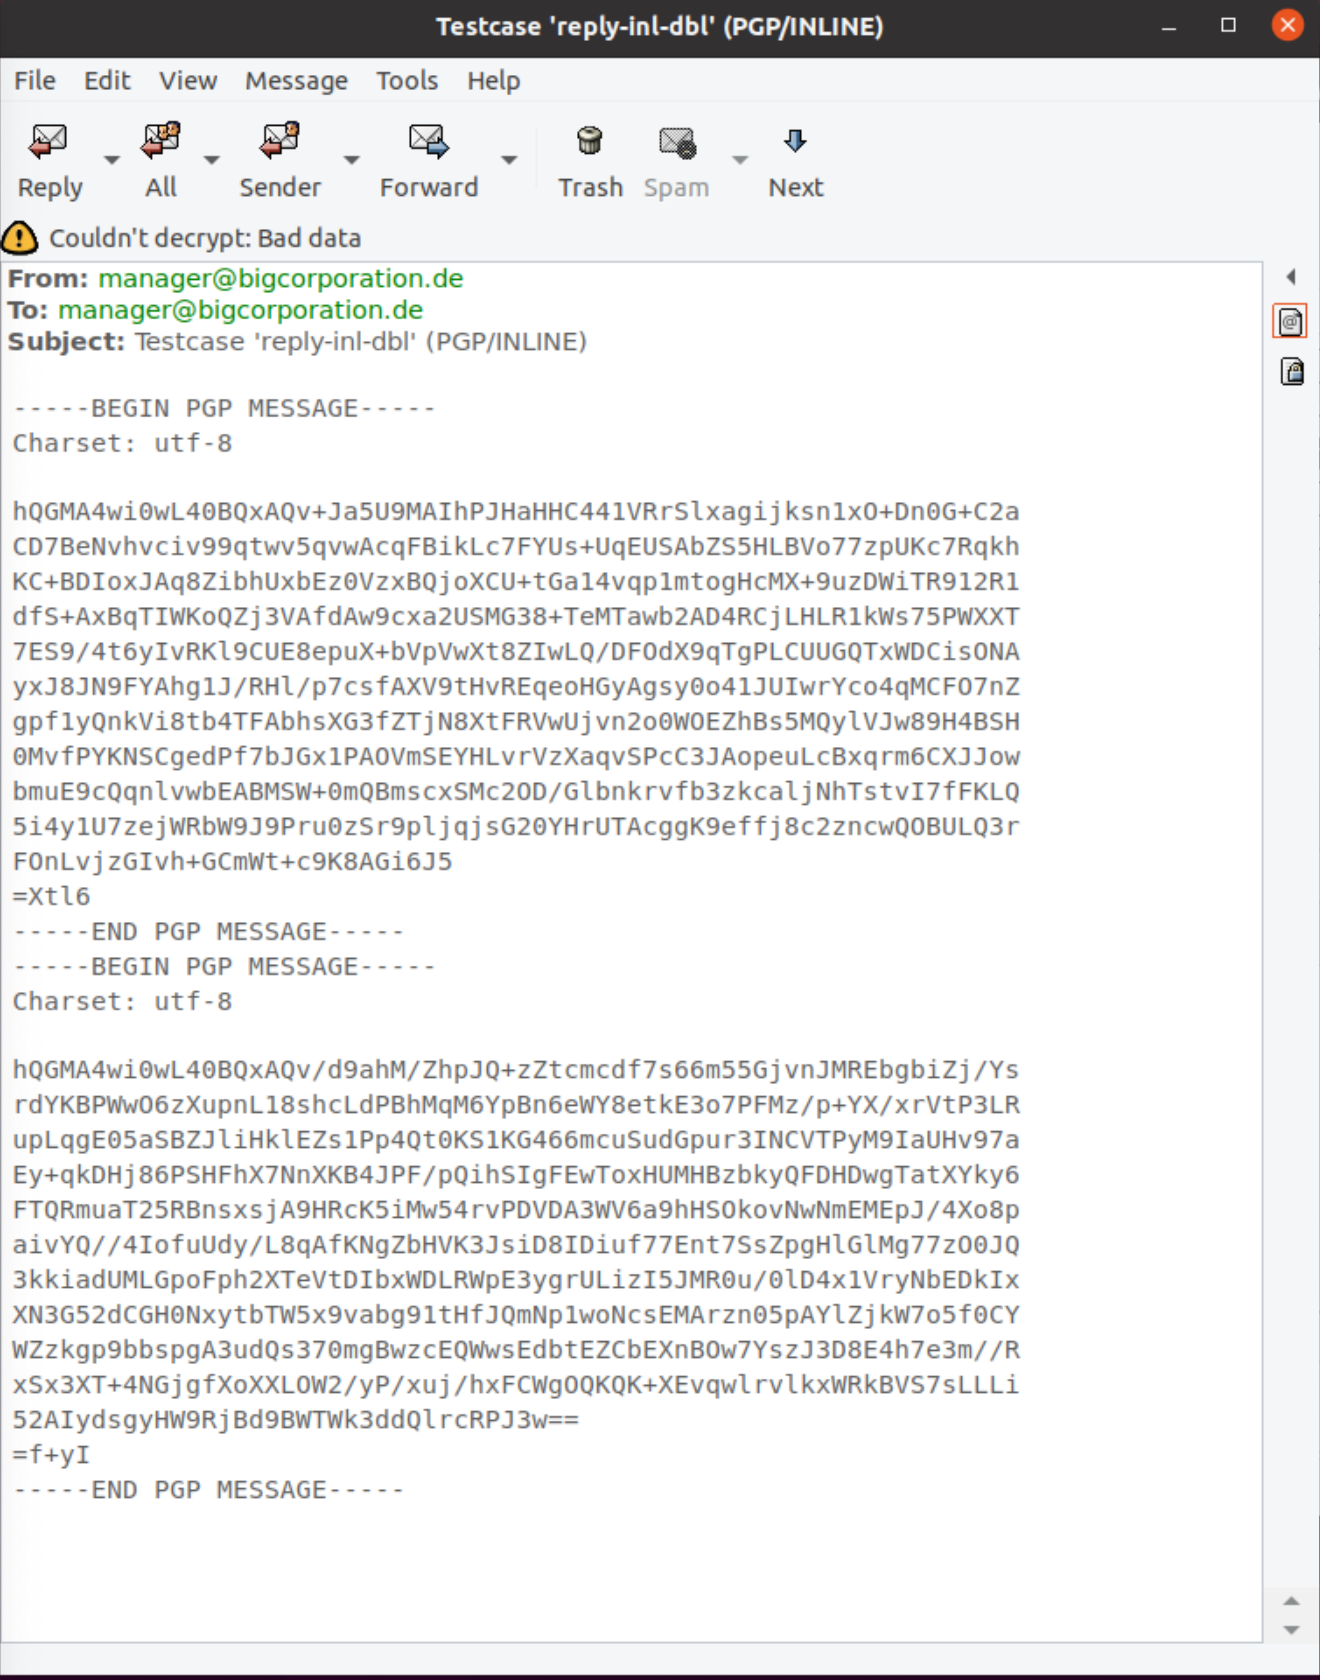 Testcase 'reply-inl-dbl' (PGP/INLINE)
File Edit View Message Tools Help
Reply All Sender Forward Trash Spam Next
Couldn't decrypt: Bad data
From: manager@bigcorporation.de
To: manager@bigcorporation.de
Subject: Testcase 'reply-inl-dbl' (PGP/INLINE)
-----BEGIN PGP MESSAGE-----
Charset: utf-8
hQGMA4wi0wL40BQxAQv+Ja5U9MAIhPJHaHHC441VRrSlxagijksn1xO+Dn0G+C2a
CD7BeNvhvciv99qtwv5qvwAcqFBikLc7FYUs+UqEUSAbZS5HLBVo77zpUKc7Rqkh
KC+BDIoxJAq8ZibhUxbEz0VzxBQjoXCU+tGa14vqp1mtogHcMX+9uzDWiTR912R1
dfS+AxBqTIWKoQZj3VAfdAw9cxa2USMG38+TeMTawb2AD4RCjLHLR1kWs75PWXXT
7ES9/4t6yIvRKl9CUE8epuX+bVpVwXt8ZIwLQ/DFOdX9qTgPLCUUGQTxWDCisONA
yxJ8JN9FYAhg1J/RHl/p7csfAXV9tHvREqeoHGyAgsy0o41JUIwrYco4qMCFO7nZ
gpf1yQnkVi8tb4TFAbhsXG3fZTjN8XtFRVwUjvn2o0WOEZhBs5MQylVJw89H4BSH
0MvfPYKNSCgedPf7bJGx1PAOVmSEYHLvrVzXaqvSPcC3JAopeuLcBxqrm6CXJJow
bmuE9cQqnlvwbEABMSW+0mQBmscxSMc2OD/Glbnkrvfb3zkcaljNhTstvI7fFKLQ
5i4y1U7zejWRbW9J9Pru0zSr9pljqjsG20YHrUTAcggK9effj8c2zncwQOBULQ3r
FOnLvjzGIvh+GCmWt+c9K8AGi6J5
=Xtl6
-----END PGP MESSAGE-----
-----BEGIN PGP MESSAGE-----
Charset: utf-8
hQGMA4wi0wL40BQxAQv/d9ahM/ZhpJQ+zZtcmcdf7s66m55GjvnJMREbgbiZj/Ys
rdYKBPWwO6zXupnL18shcLdPBhMqM6YpBn6eWY8etkE3o7PFMz/p+YX/xrVtP3LR
upLqgE05aSBZJliHklEZs1Pp4Qt0KS1KG466mcuSudGpur3INCVTPyM9IaUHv97a
Ey+qkDHj86PSHFhX7NnXKB4JPF/pQihSIgFEwToxHUMHBzbkyQFDHDwgTatXYky6
FTQRmuaT25RBnsxsjA9HRcK5iMw54rvPDVDA3WV6a9hHSOkovNwNmEMEpJ/4Xo8p
aivYQ//4IofuUdy/L8qAfKNgZbHVK3JsiD8IDiuf77Ent7SsZpgHlGlMg77zO0JQ
3kkiadUMLGpoFph2XTeVtDIbxWDLRWpE3ygrULizI5JMR0u/0lD4x1VryNbEDkIx
XN3G52dCGH0NxytbTW5x9vabg91tHfJQmNp1woNcsEMArzn05pAYlZjkW7o5f0CY
WZzkgp9bbspgA3udQs370mgBwzcEQWwsEdbtEZCbEXnBOw7YszJ3D8E4h7e3m//R
xSx3XT+4NGjgfXoXXLOW2/yP/xuj/hxFCWgOQKQK+XEvqwlrvlkxWRkBVS7sLLLi
52AIydsgyHW9RjBd9BWTWk3ddQlrcRPJ3w==
=f+yI
-----END PGP MESSAGE-----